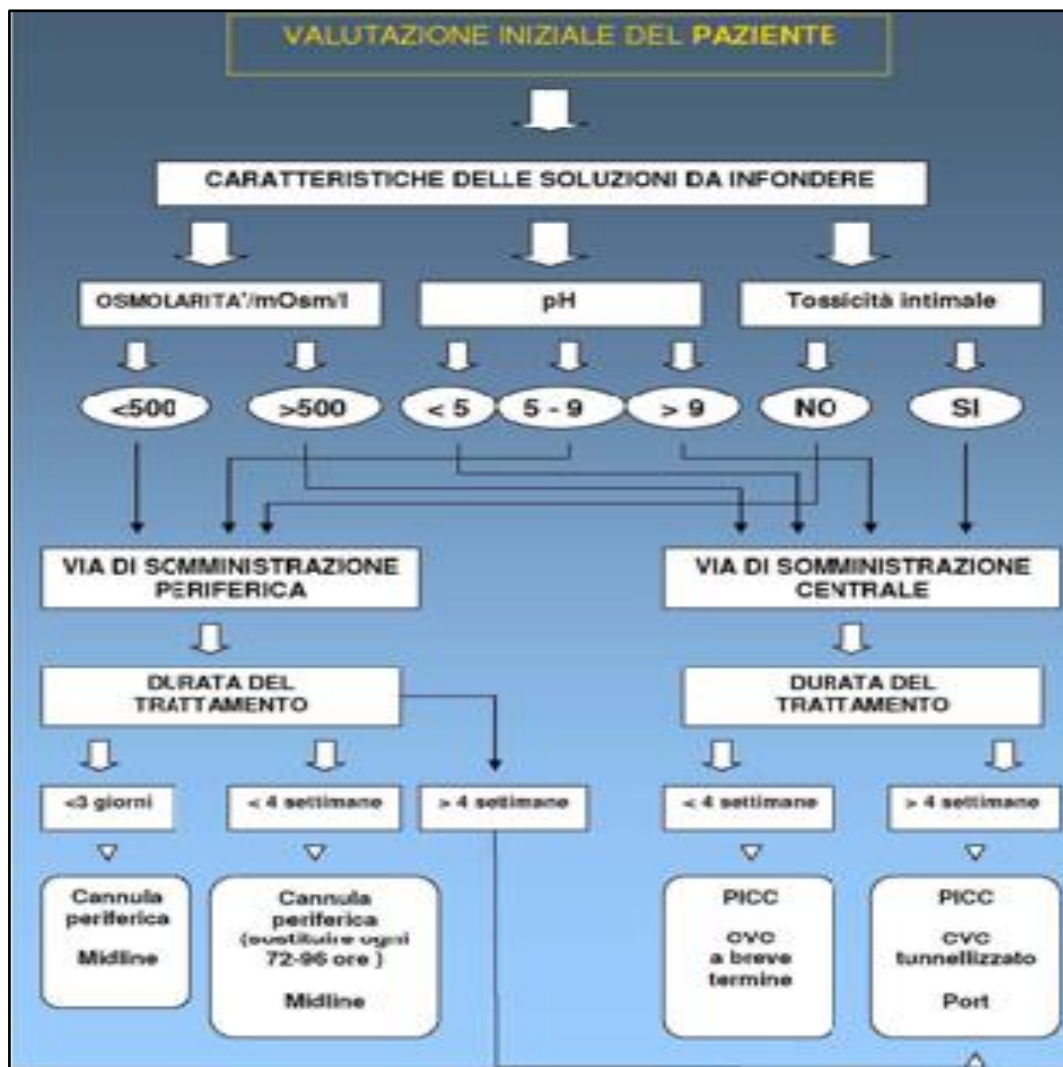 VALUTAZIONE INIZIALE DEL PAZIENTE
CARATTERISTICHE DELLE SOLUZIONI DA INFONDERE
OSMOLARITA'/mOsm/l
pH
Tossicità intimale
<500
>500
< 5
5 - 9
> 9
NO
SI
VIA DI SOMMINISTRAZIONE
PERIFERICA
VIA DI SOMMINISTRAZIONE
CENTRALE
DURATA DEL
TRATTAMENTO
DURATA DEL
TRATTAMENTO
<3 giorni
< 4 settimane
> 4 settimane
< 4 settimane
> 4 settimane
Cannula
periferica
Midline
Cannula
periferica
(sostituire ogni
72-96 ore )
Midline
PICC
CVC
a breve
termine
PICC
CVC
tunnellizzato
Port